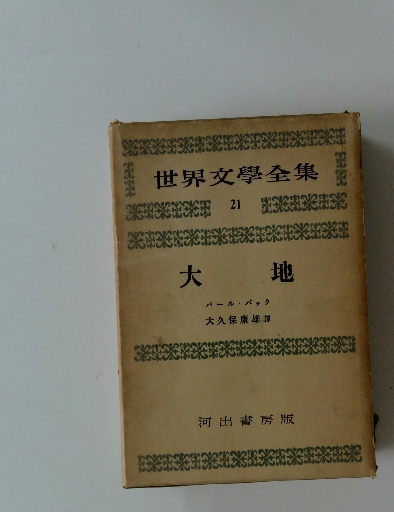 世界文學全集
21
大地
パール・バック
大久保康雄譯
河出書房版